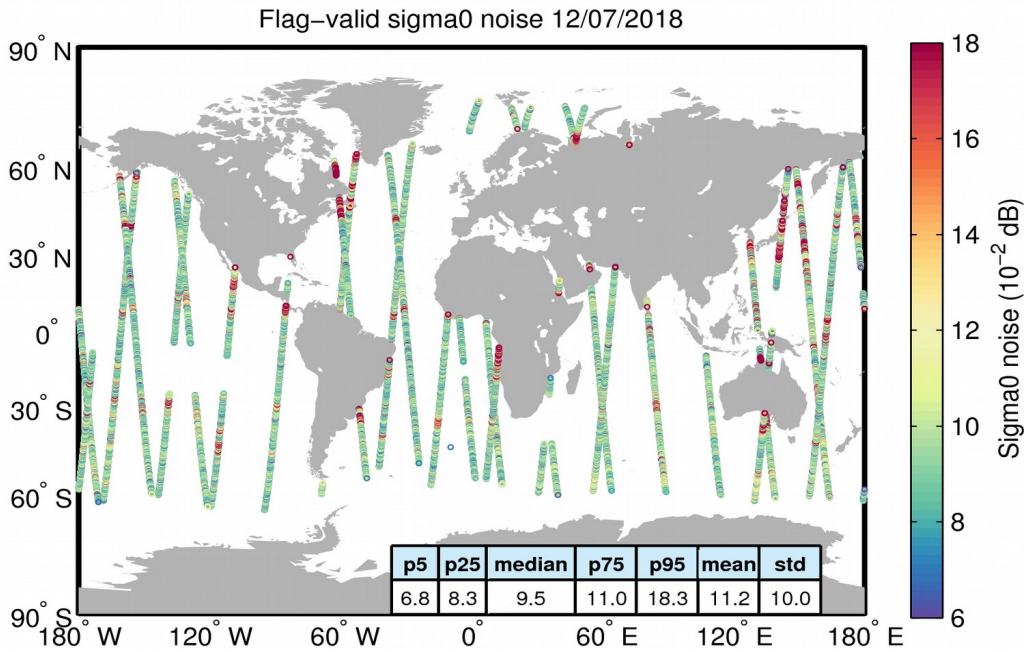 Flag−valid sigma0 noise 12/07/2018
90° N
60° N
30° N
0°
30° S
60° S
90° S
180° W
120° W
60° W
0°
60° E
120° E
180° E
p5 p25 median p75 p95 mean std
6.8 8.3 9.5 11.0 18.3 11.2 10.0
18
16
14
12
10
8
6
Sigma0 noise (10⁻² dB)